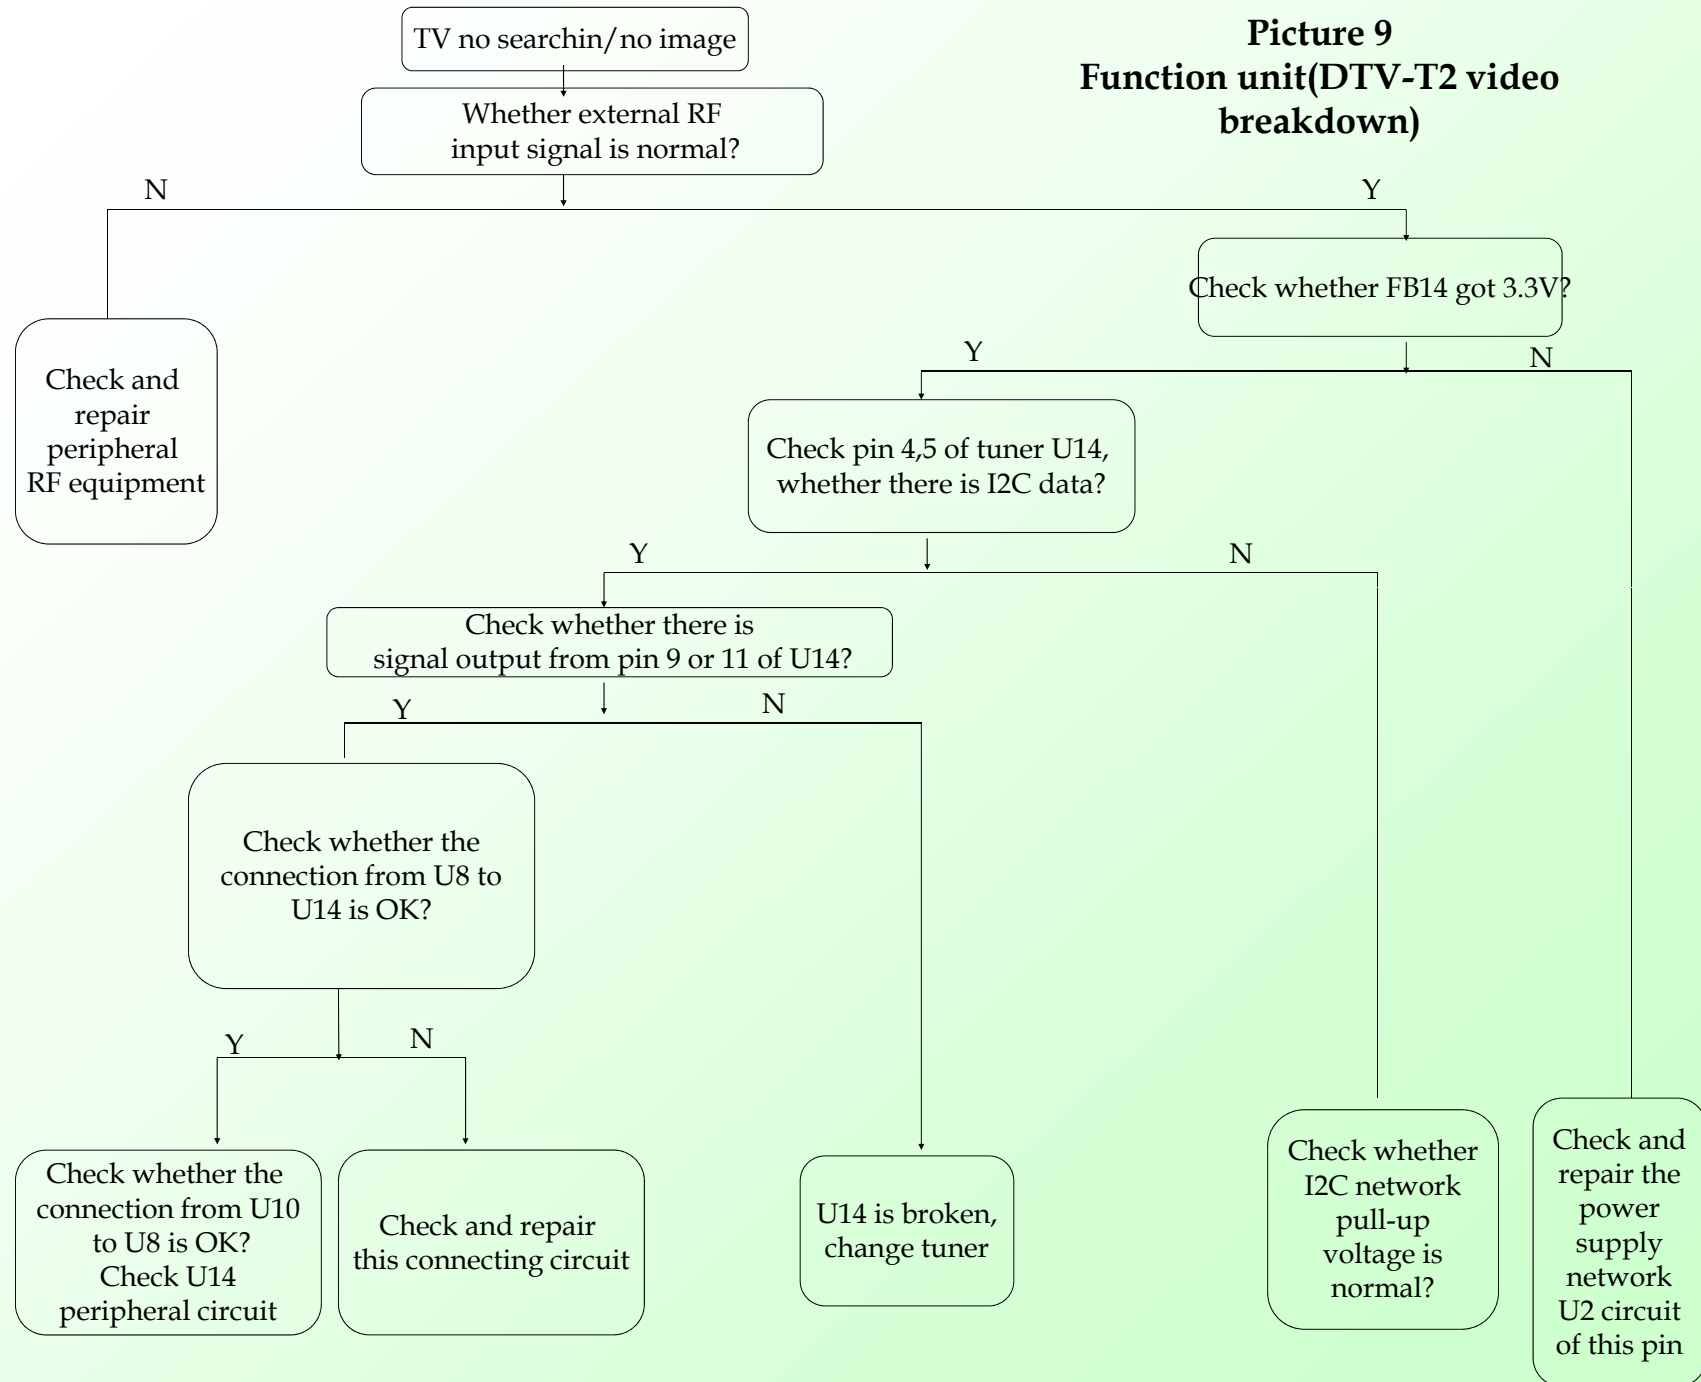 TV no searchin/no image
Picture 9
Function unit(DTV-T2 video
breakdown)
Whether external RF
input signal is normal?
N
Y
Check whether FB14 got 3.3V?
Check and
repair
peripheral
RF equipment
Y
N
Check pin 4,5 of tuner U14,
whether there is I2C data?
Y
N
Check whether there is
signal output from pin 9 or 11 of U14?
Y
N
Check whether the
connection from U8 to
U14 is OK?
Y
N
Check whether the
connection from U10
to U8 is OK?
Check U14
peripheral circuit
Check and repair
this connecting circuit
U14 is broken,
change tuner
Check whether
I2C network
pull-up
voltage is
normal?
Check and
repair the
power
supply
network
U2 circuit
of this pin